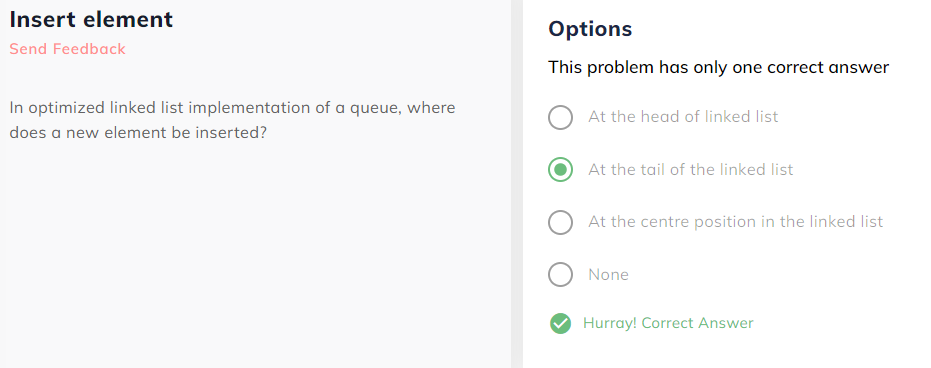 Insert element
Send Feedback
In optimized linked list implementation of a queue, where
does a new element be inserted?
Options
This problem has only one correct answer
At the head of linked list
At the tail of the linked list
At the centre position in the linked list
None
Hurray! Correct Answer